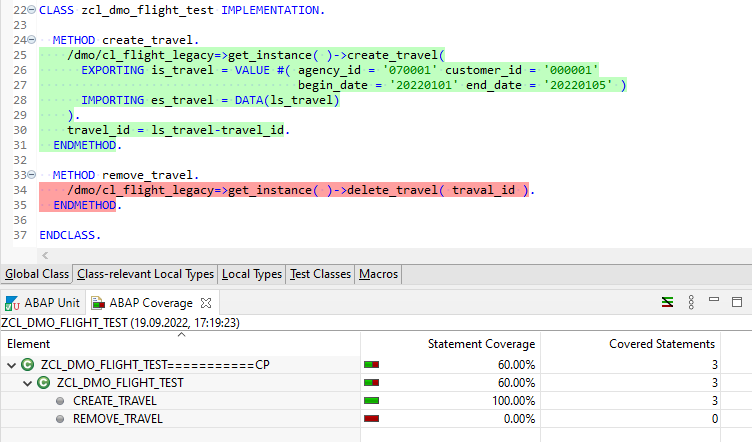 22 CLASS zcl_dmo_flight_test IMPLEMENTATION.
23
24 METHOD create_travel.
25 /dmo/cl_flight_legacy=>get_instance( )->create_travel(
26 EXPORTING is_travel = VALUE #( agency_id = '070001' customer_id = '000001'
27 begin_date = '20220101' end_date = '20220105' )
28 IMPORTING es_travel = DATA(ls_travel)
29 ).
30 travel_id = ls_travel-travel_id.
31 ENDMETHOD.
32
33 METHOD remove_travel.
34 /dmo/cl_flight_legacy=>get_instance( )->delete_travel( traval_id ).
35 ENDMETHOD.
36
37 ENDCLASS.
Global Class Class-relevant Local Types Local Types Test Classes Macros
ABAP Unit ABAP Coverage
ZCL_DMO_FLIGHT_TEST (19.09.2022, 17:19:23)
Element Statement Coverage Covered Statements
ZCL_DMO_FLIGHT_TEST===========CP 60.00% 3
ZCL_DMO_FLIGHT_TEST 60.00% 3
CREATE_TRAVEL 100.00% 3
REMOVE_TRAVEL 0.00% 0